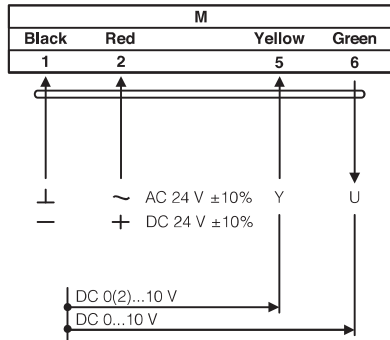 M
Black Red Yellow Green
1 2 5 6
⊥ ~ AC 24 V ±10% Y U
− + DC 24 V ±10%
DC 0(2)...10 V
DC 0...10 V